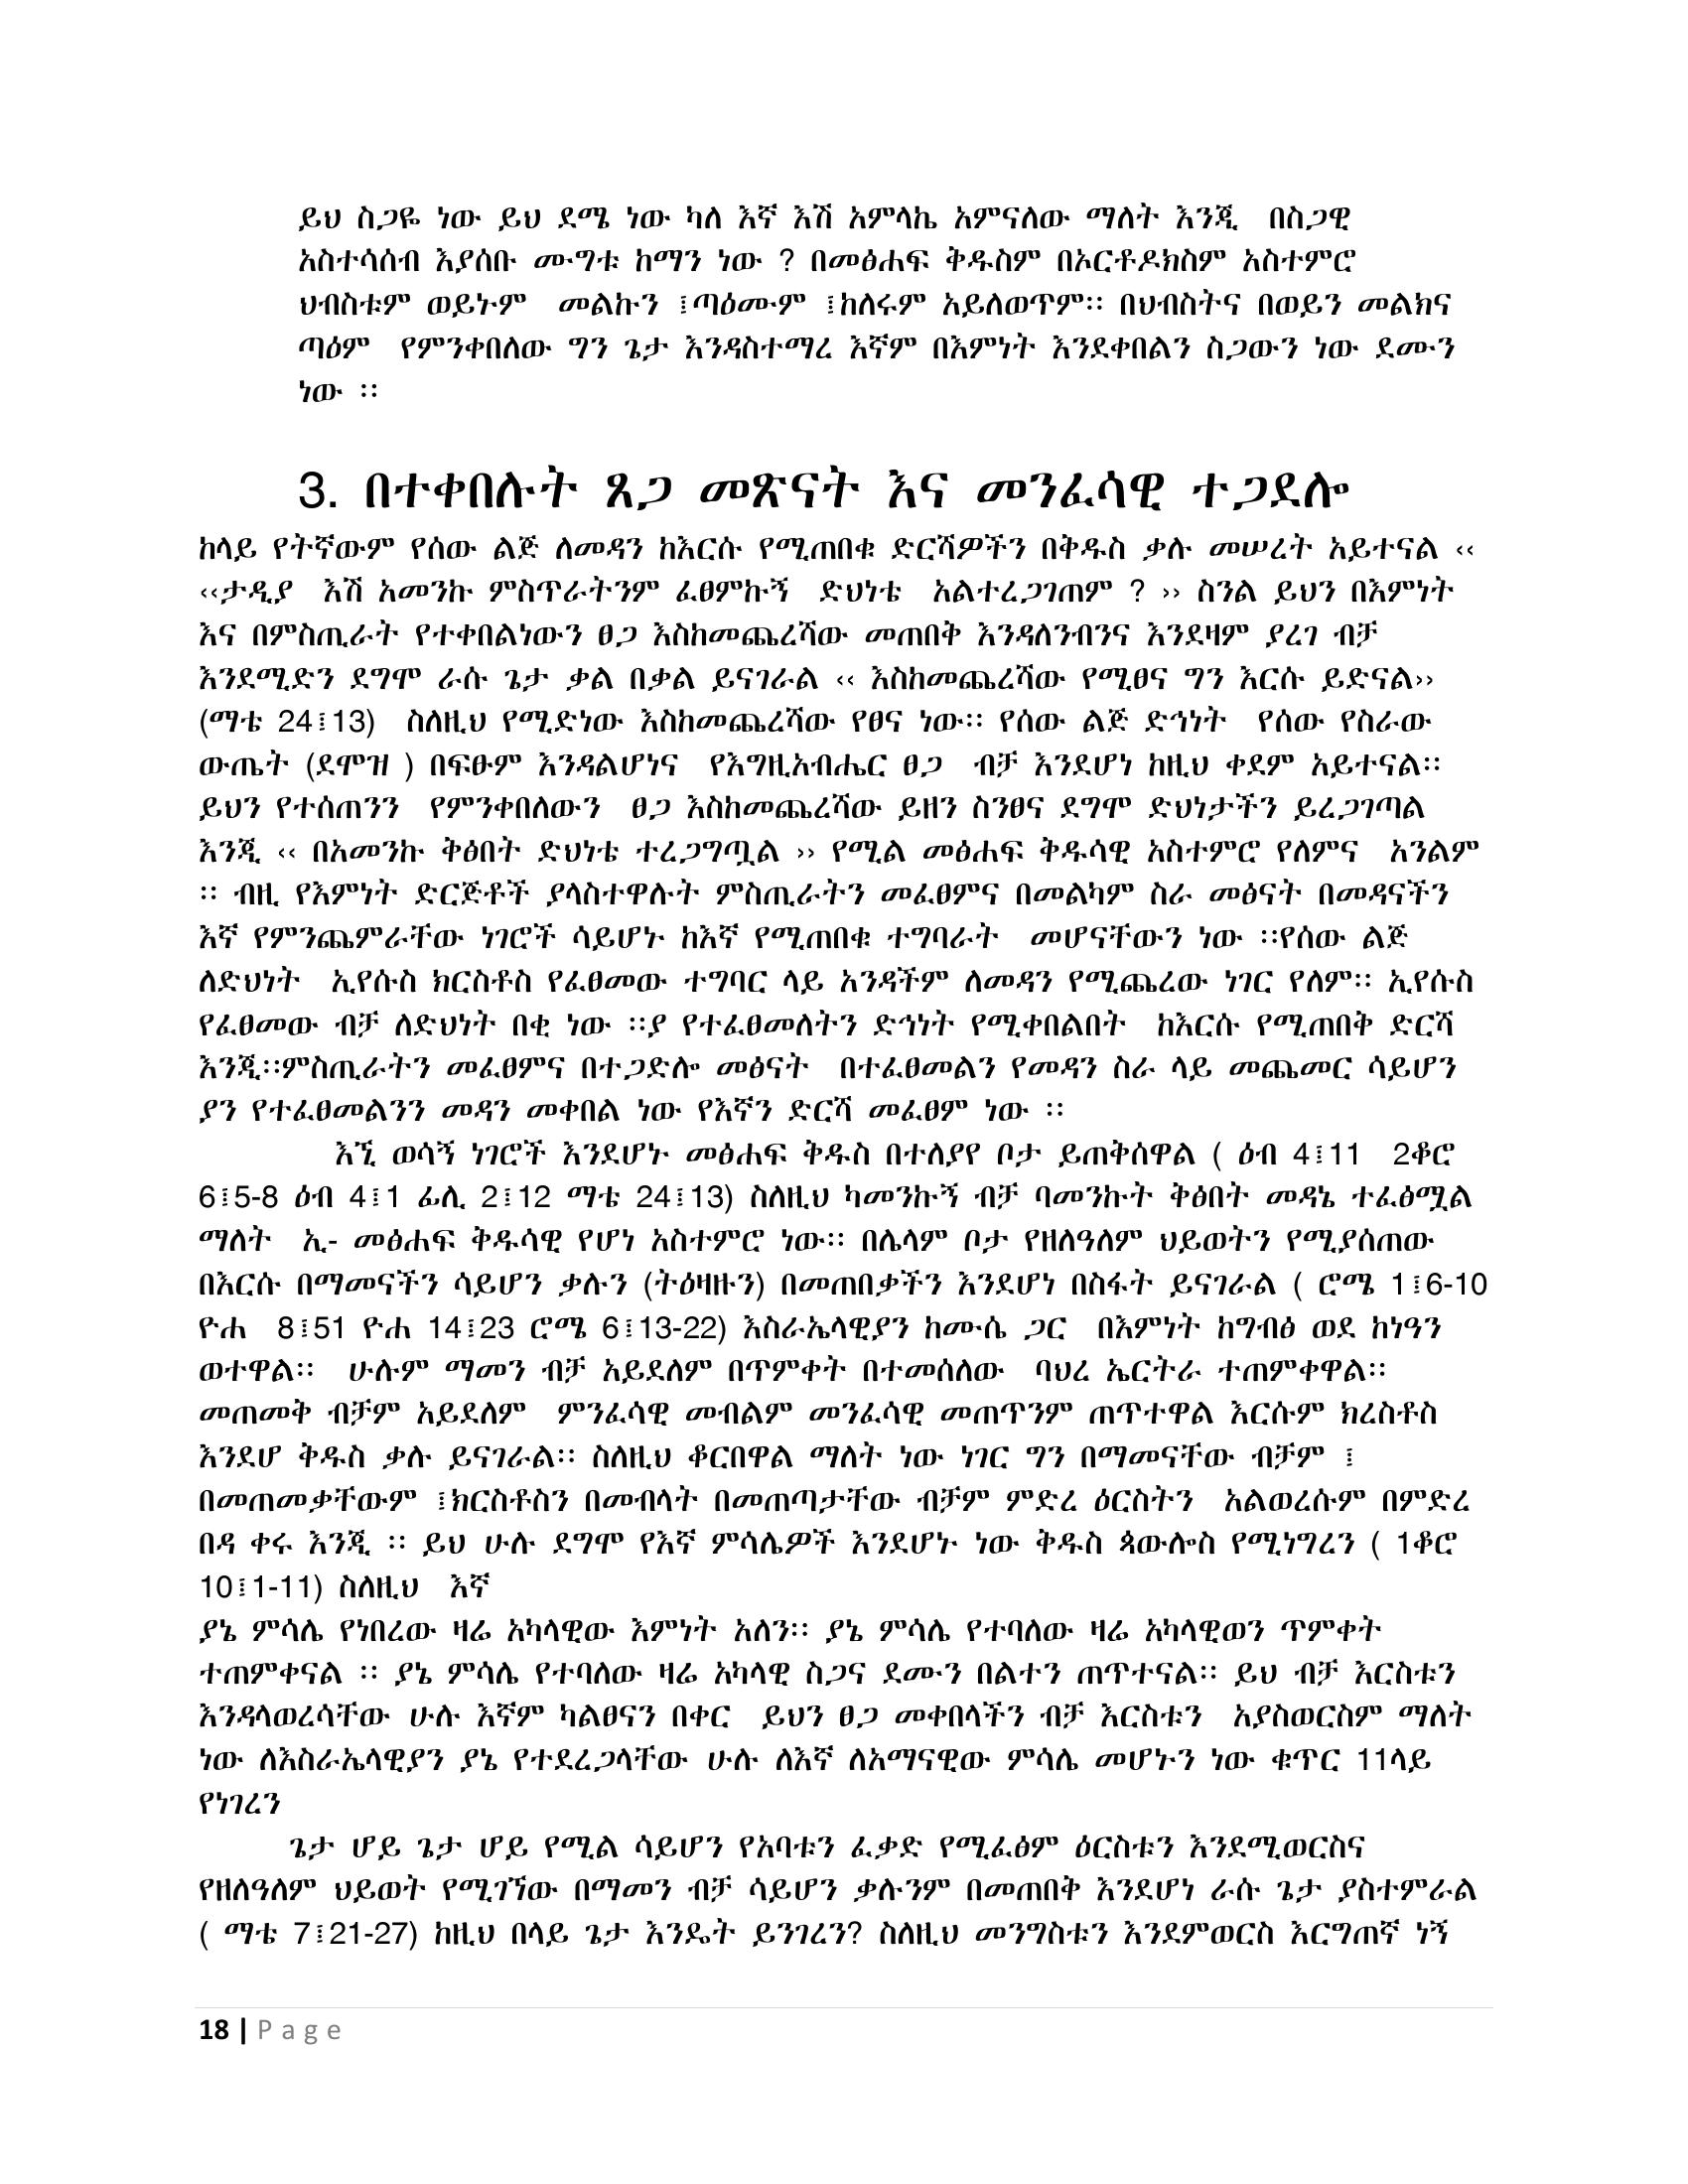 ይህ ስጋዬ ነው ይህ ደሜ ነው ካለ እኛ እሽ አምላኬ አምናለው ማለት እንጂ በስጋዊ
አስተሳሰብ እያሰቡ ሙግቱ ከማን ነው ? በመፅሐፍ ቅዱስም በኦርቶዶክስም አስተምሮ
ህብስቱም ወይኑም መልኩን ፤ጣዕሙም ፤ከለሩም አይለወጥም፡፡ በህብስትና በወይን መልክና
ጣዕም የምንቀበለው ግን ጌታ እንዳስተማረ እኛም በእምነት እንደቀበልን ስጋውን ነው ደሙን
ነው ፡፡
3. በተቀበሉት ጸጋ መጽናት እና መንፈሳዊ ተጋደሎ
ከላይ የትኛውም የሰው ልጅ ለመዳን ከእርሱ የሚጠበቁ ድርሻዎችን በቅዱስ ቃሉ መሠረት አይተናል ‹‹
‹‹ታዲያ እሽ አመንኩ ምስጥራትንም ፈፀምኩኝ ድህነቴ አልተረጋገጠም ? ›› ስንል ይህን በእምነት
እና በምስጢራት የተቀበልነውን ፀጋ እስከመጨረሻው መጠበቅ እንዳለንብንና እንደዛም ያረገ ብቻ
እንደሚድን ደግሞ ራሱ ጌታ ቃል በቃል ይናገራል ‹‹ እስከመጨረሻው የሚፀና ግን እርሱ ይድናል››
(ማቴ 24፤13) ስለዚህ የሚድነው እስከመጨረሻው የፀና ነው፡፡ የሰው ልጅ ድኅነት የሰው የስራው
ውጤት (ደሞዝ ) በፍፁም እንዳልሆነና የእግዚአብሔር ፀጋ ብቻ እንደሆነ ከዚህ ቀደም አይተናል፡፡
ይህን የተሰጠንን የምንቀበለውን ፀጋ እስከመጨረሻው ይዘን ስንፀና ደግሞ ድህነታችን ይረጋገጣል
እንጂ ‹‹ በአመንኩ ቅፅበት ድህነቴ ተረጋግጧል ›› የሚል መፅሐፍ ቅዱሳዊ አስተምሮ የለምና አንልም
፡፡ ብዚ የእምነት ድርጅቶች ያላስተዋሉት ምስጢራትን መፈፀምና በመልካም ስራ መፅናት በመዳናችን
እኛ የምንጨምራቸው ነገሮች ሳይሆኑ ከእኛ የሚጠበቁ ተግባራት መሆናቸውን ነው ፡፡የሰው ልጅ
ለድህነት ኢየሱስ ክርስቶስ የፈፀመው ተግባር ላይ አንዳችም ለመዳን የሚጨረው ነገር የለም፡፡ ኢየሱስ
የፈፀመው ብቻ ለድህነት በቂ ነው ፡፡ያ የተፈፀመለትን ድኅነት የሚቀበልበት ከእርሱ የሚጠበቅ ድርሻ
እንጂ፡፡ምስጢራትን መፈፀምና በተጋድሎ መፅናት በተፈፀመልን የመዳን ስራ ላይ መጨመር ሳይሆን
ያን የተፈፀመልንን መዳን መቀበል ነው የእኛን ድርሻ መፈፀም ነው ፡፡
እኚ ወሳኝ ነገሮች እንደሆኑ መፅሐፍ ቅዱስ በተለያየ ቦታ ይጠቅሰዋል ( ዕብ 4፤11 2ቆሮ
6፤5-8 ዕብ 4፤1 ፊሊ 2፤12 ማቴ 24፤13) ስለዚህ ካመንኩኝ ብቻ ባመንኩት ቅፅበት መዳኔ ተፈፅሟል
ማለት ኢ- መፅሐፍ ቅዱሳዊ የሆነ አስተምሮ ነው፡፡ በሌላም ቦታ የዘለዓለም ህይወትን የሚያሰጠው
በእርሱ በማመናችን ሳይሆን ቃሉን (ትዕዛዙን) በመጠበቃችን እንደሆነ በስፋት ይናገራል ( ሮሜ 1፤6-10
ዮሐ 8፤51 ዮሐ 14፤23 ሮሜ 6፤13-22) እስራኤላዊያን ከሙሴ ጋር በእምነት ከግብፅ ወደ ከነዓን
ወተዋል፡፡ ሁሉም ማመን ብቻ አይደለም በጥምቀት በተመሰለው ባህረ ኤርትራ ተጠምቀዋል፡፡
መጠመቅ ብቻም አይደለም ምንፈሳዊ መብልም መንፈሳዊ መጠጥንም ጠጥተዋል እርሱም ክረስቶስ
እንደሆ ቅዱስ ቃሉ ይናገራል፡፡ ስለዚህ ቆርበዋል ማለት ነው ነገር ግን በማመናቸው ብቻም ፤
በመጠመቃቸውም ፤ክርስቶስን በመብላት በመጠጣታቸው ብቻም ምድረ ዕርስትን አልወረሱም በምድረ
በዳ ቀሩ እንጂ ፡፡ ይህ ሁሉ ደግሞ የእኛ ምሳሌዎች እንደሆኑ ነው ቅዱስ ጳውሎስ የሚነግረን ( 1ቆሮ
10፤1-11) ስለዚህ እኛ
ያኔ ምሳሌ የነበረው ዛሬ አካላዊው እምነት አለን፡፡ ያኔ ምሳሌ የተባለው ዛሬ አካላዊወን ጥምቀት
ተጠምቀናል ፡፡ ያኔ ምሳሌ የተባለው ዛሬ አካላዊ ስጋና ደሙን በልተን ጠጥተናል፡፡ ይህ ብቻ እርስቱን
እንዳላወረሳቸው ሁሉ እኛም ካልፀናን በቀር ይህን ፀጋ መቀበላችን ብቻ እርስቱን አያስወርስም ማለት
ነው ለእስራኤላዊያን ያኔ የተደረጋላቸው ሁሉ ለእኛ ለአማናዊው ምሳሌ መሆኑን ነው ቁጥር 11ላይ
የነገረን
ጌታ ሆይ ጌታ ሆይ የሚል ሳይሆን የአባቱን ፈቃድ የሚፈፅም ዕርስቱን እንደሚወርስና
የዘለዓለም ህይወት የሚገኘው በማመን ብቻ ሳይሆን ቃሉንም በመጠበቅ እንደሆነ ራሱ ጌታ ያስተምራል
( ማቴ 7፤21-27) ከዚህ በላይ ጌታ እንዴት ይንገረን? ስለዚህ መንግስቱን እንደምወርስ እርግጠኛ ነኝ
18 | Page